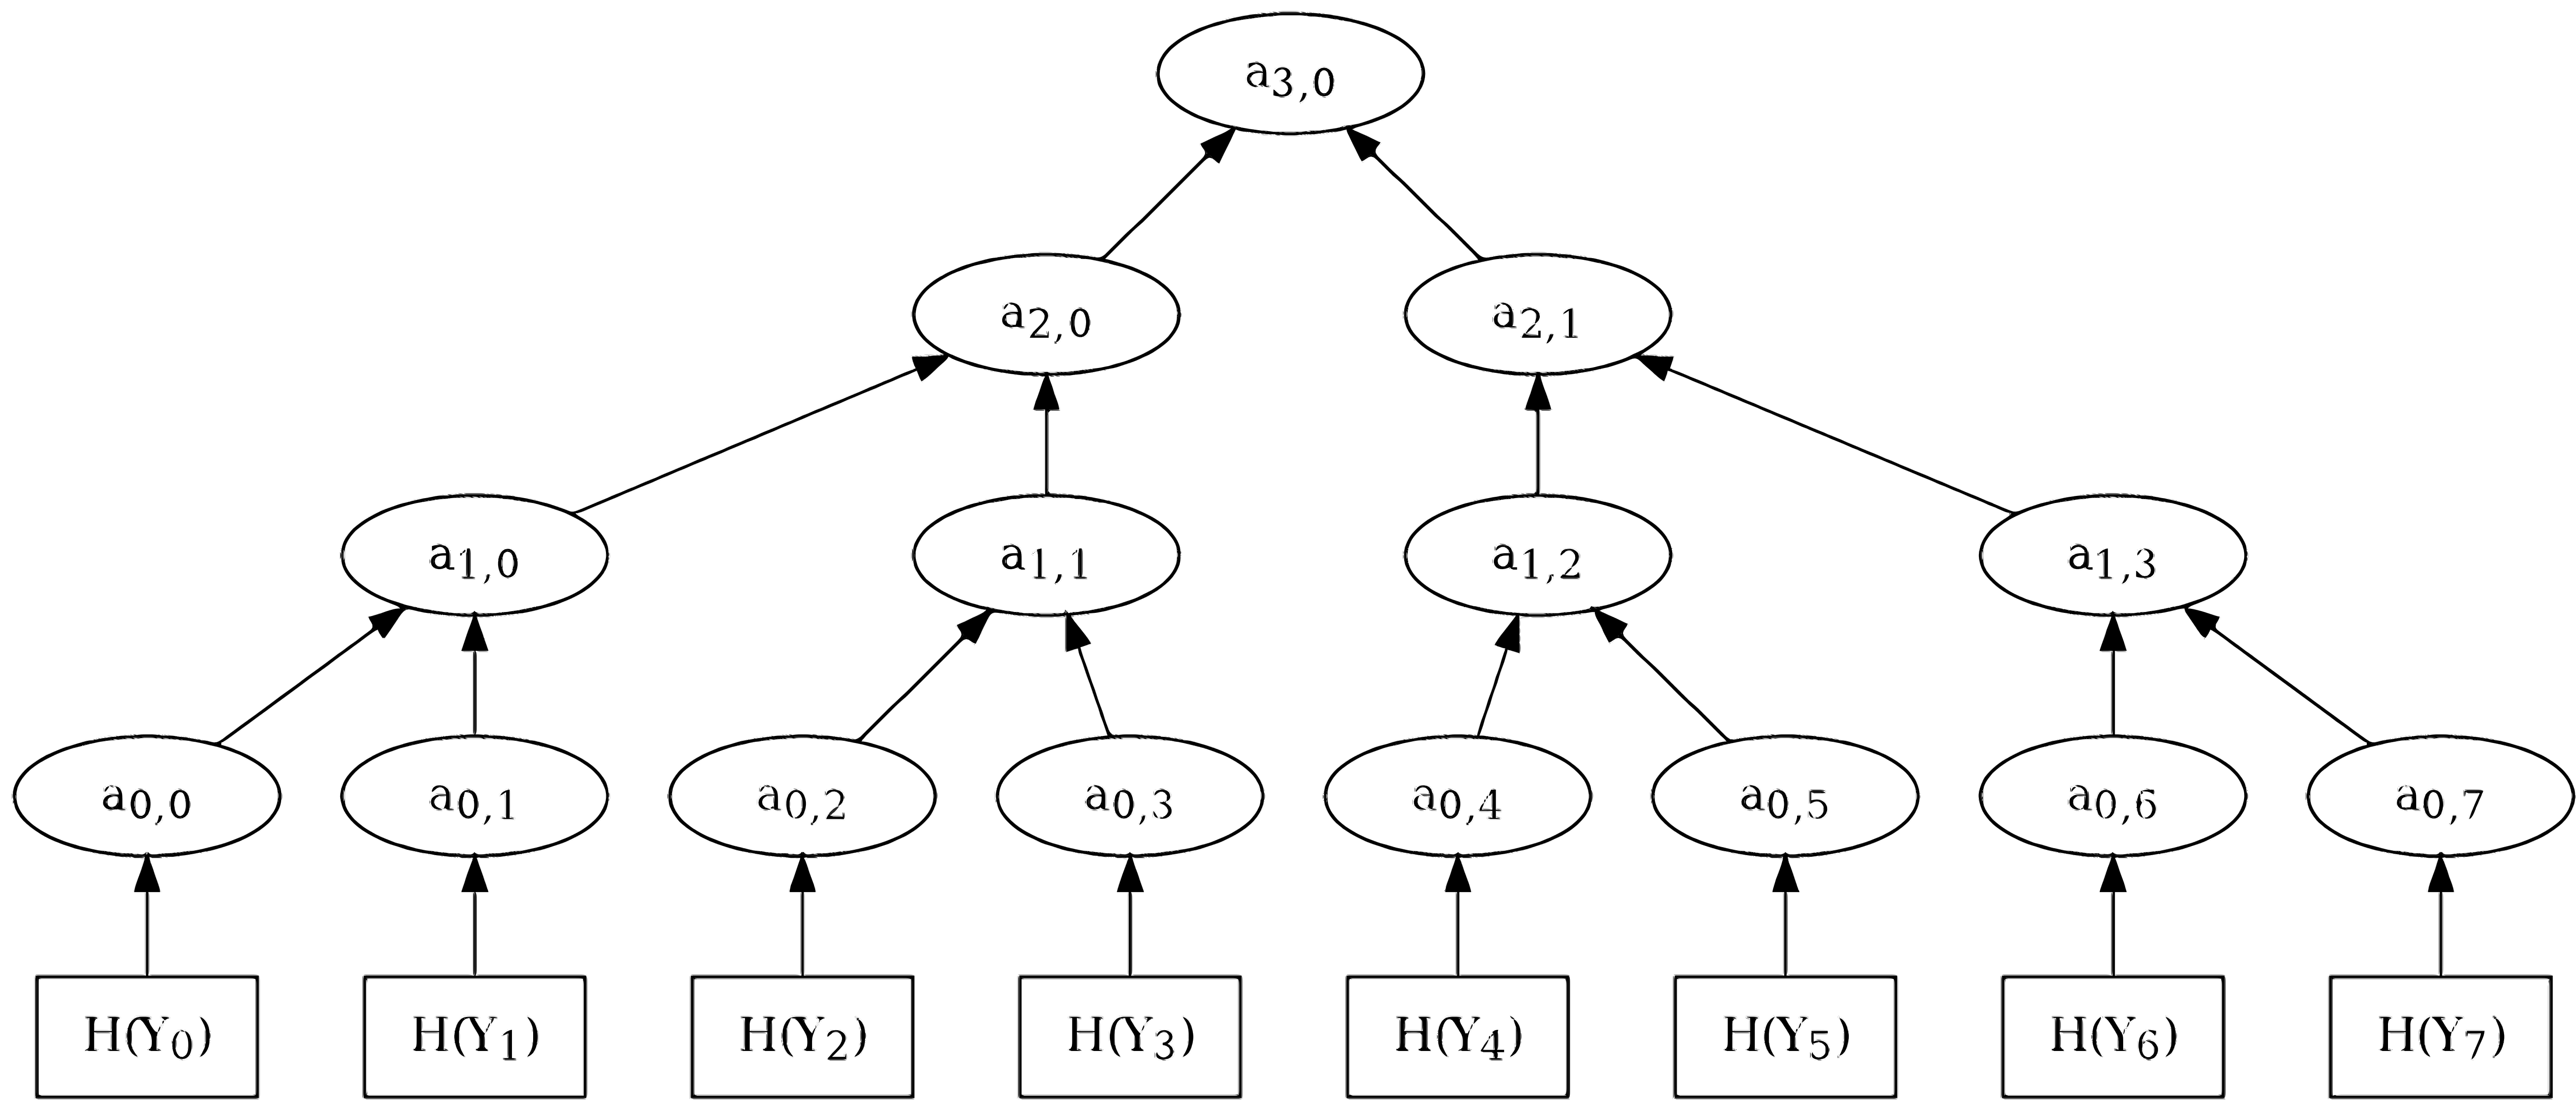 a3,0
a2,0 a2,1
a1,0 a1,1 a1,2 a1,3
a0,0 a0,1 a0,2 a0,3 a0,4 a0,5 a0,6 a0,7
H(Y0) H(Y1) H(Y2) H(Y3) H(Y4) H(Y5) H(Y6) H(Y7)